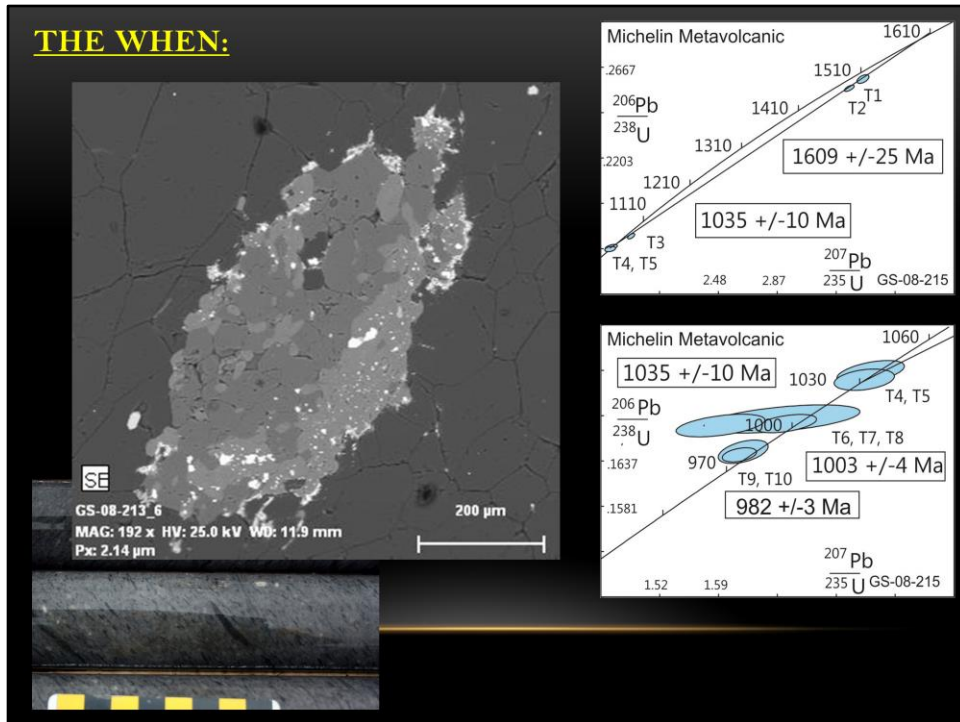 THE WHEN:
SE
GS-08-213_6
MAG: 192 x HV: 25.0 kV WD: 11.9 mm
Px: 2.14 µm
200 µm
Michelin Metavolcanic
1610
.2667
1510
206Pb
238U
1410
T1
T2
1310
1609 +/-25 Ma
.2203
1210
1110
1035 +/-10 Ma
T3
T4, T5
207Pb
235U
2.48
2.87
GS-08-215
Michelin Metavolcanic
1060
1035 +/-10 Ma
1030
T4, T5
206Pb
238U
1000
T6, T7, T8
.1637
970
1003 +/-4 Ma
T9, T10
982 +/-3 Ma
.1581
207Pb
235U
1.52
1.59
GS-08-215